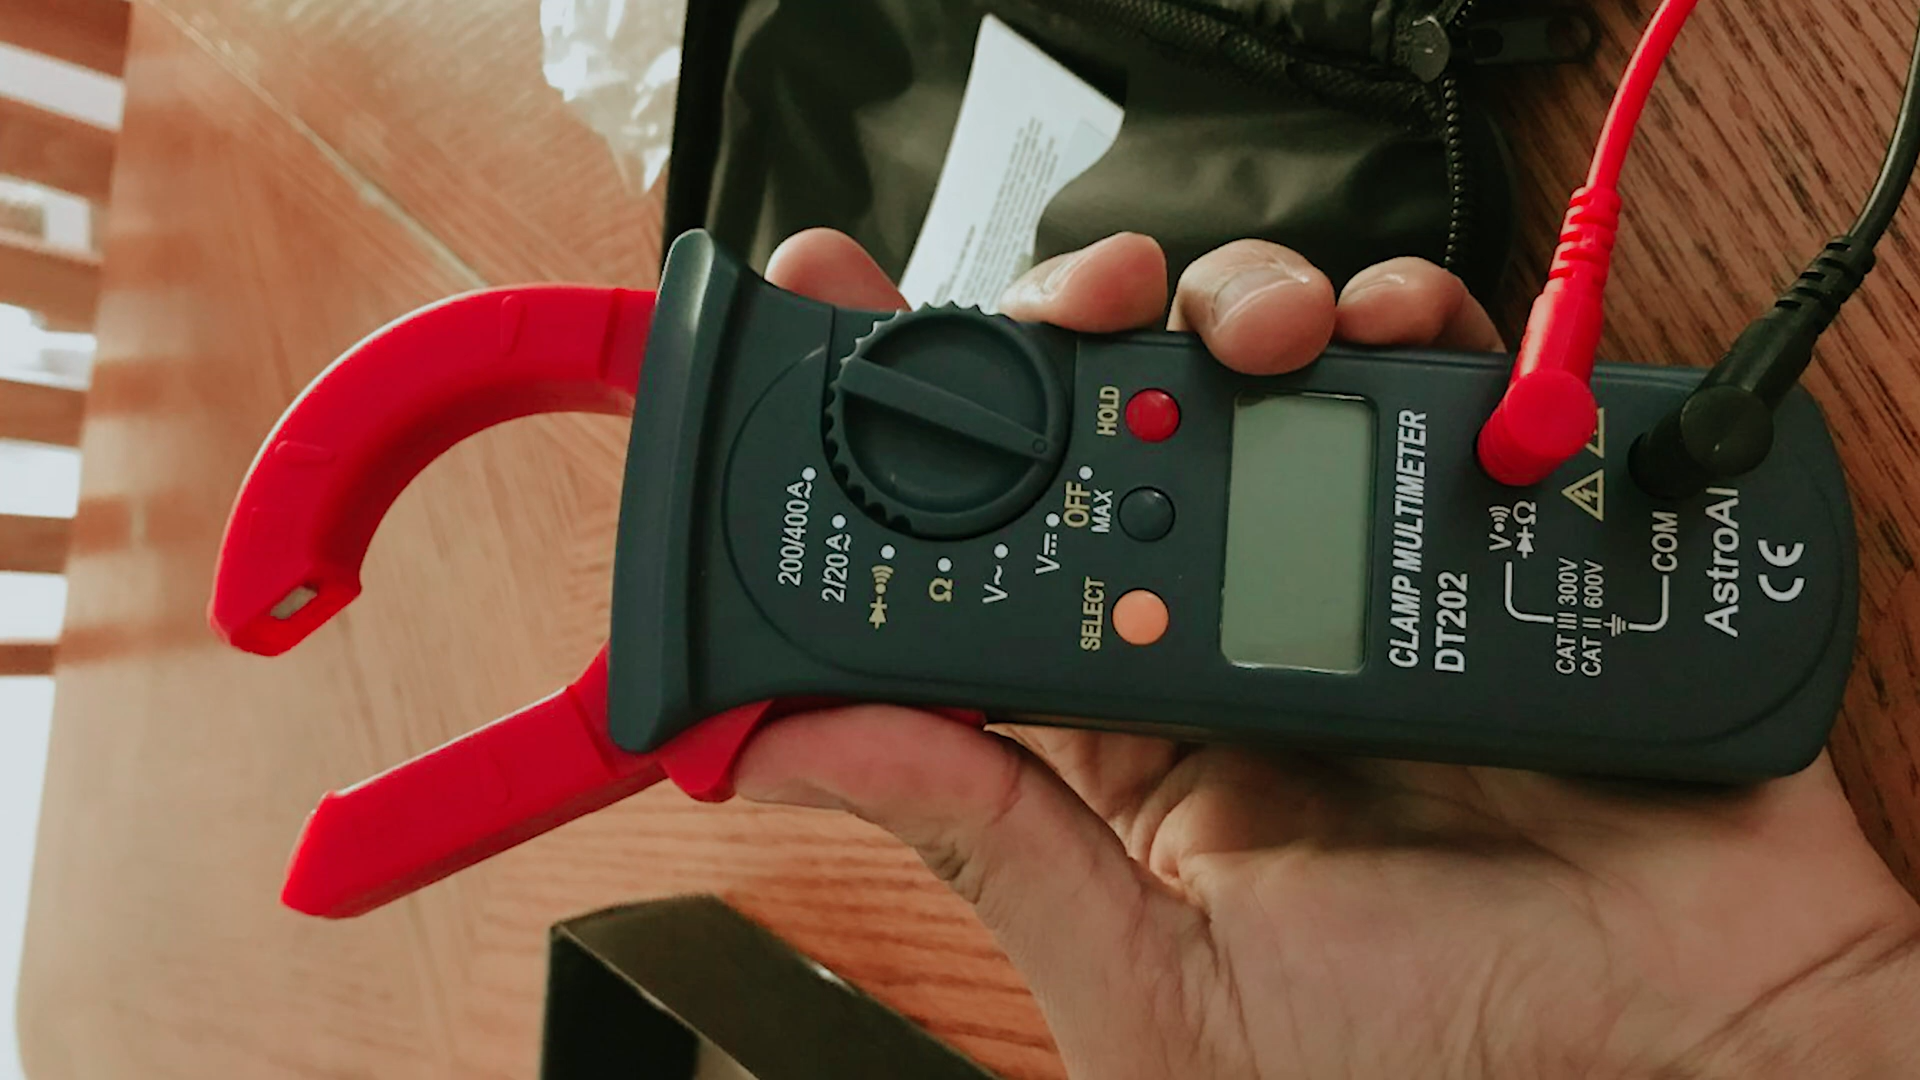 200/400A
2/20A
Ω
V~
V⎓
OFF
HOLD
MAX
SELECT
CLAMP MULTIMETER
DT202
V
Ω
CAT III 300V
CAT II 600V
COM
AstroAI
CE